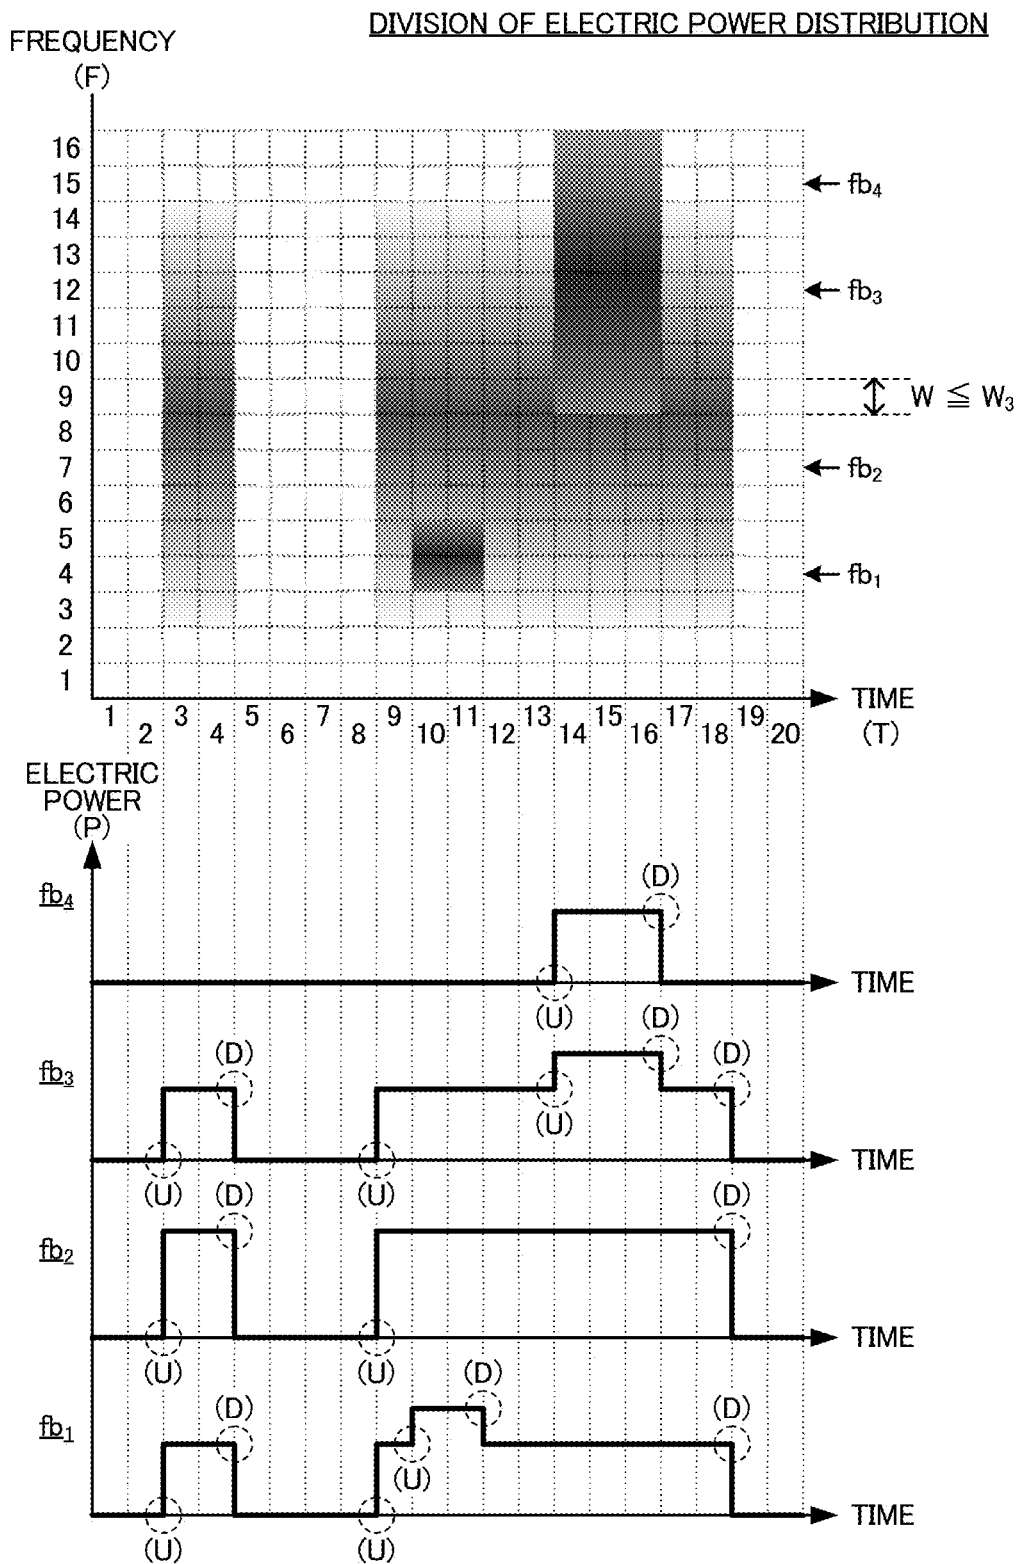 DIVISION OF ELECTRIC POWER DISTRIBUTION
FREQUENCY
(F)
16
15
fb₄
14
13
12
fb₃
11
10
9
W ≦ W₃
8
7
fb₂
6
5
4
fb₁
3
2
1
TIME
(T)
1 3 5 7 9 11 13 15 17 19
2 4 6 8 10 12 14 16 18 20
ELECTRIC
POWER
(P)
(D)
fb₄
TIME
(U)
(D)
(D)
(D)
fb₃
(U)
TIME
(U)
(U)
(D)
(D)
fb₂
TIME
(U)
(U)
(D)
(D)
(D)
fb₁
(U)
TIME
(U)
(U)